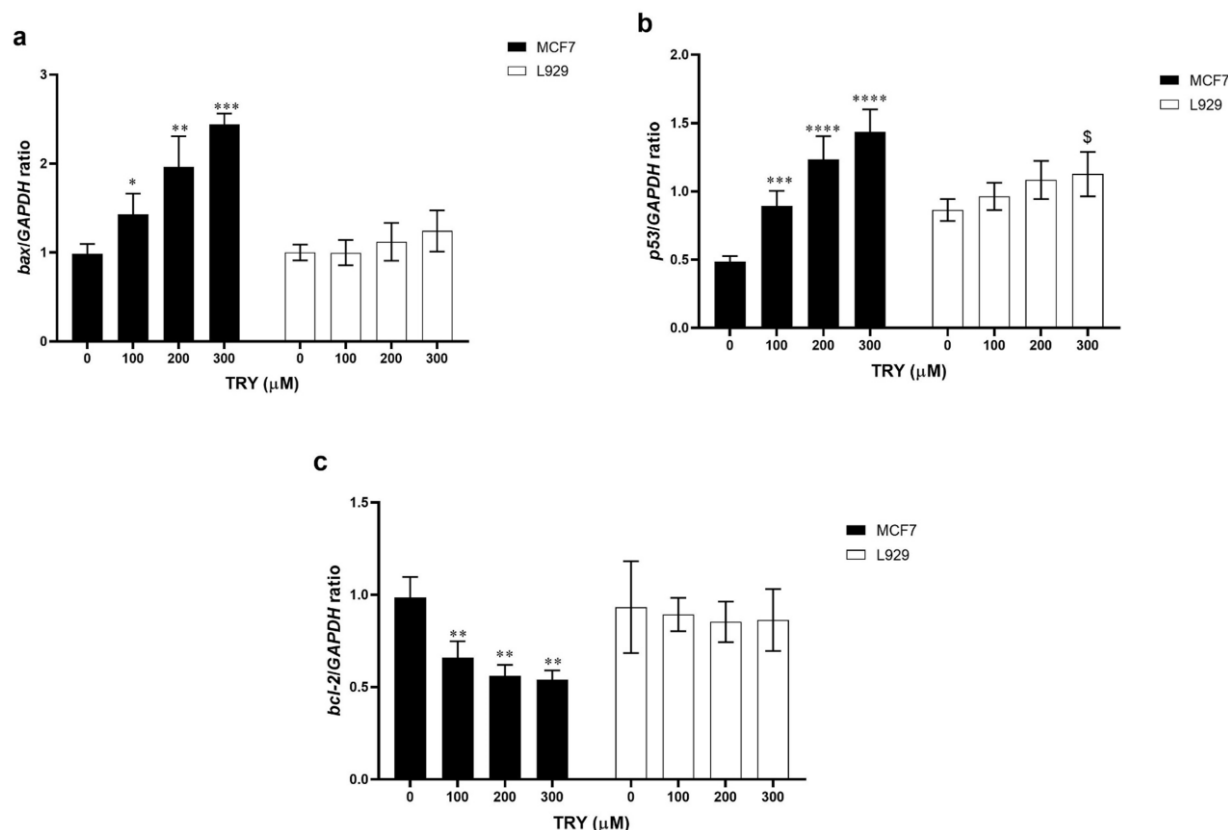 a
MCF7
L929
bax/GAPDH ratio
3
2
1
0
*
**
***
0 100 200 300 0 100 200 300
TRY (μM)
b
MCF7
L929
p53/GAPDH ratio
2.0
1.5
1.0
0.5
0.0
***
****
****
$
0 100 200 300 0 100 200 300
TRY (μM)
c
MCF7
L929
bcl-2/GAPDH ratio
1.5
1.0
0.5
0.0
**
**
**
0 100 200 300 0 100 200 300
TRY (μM)